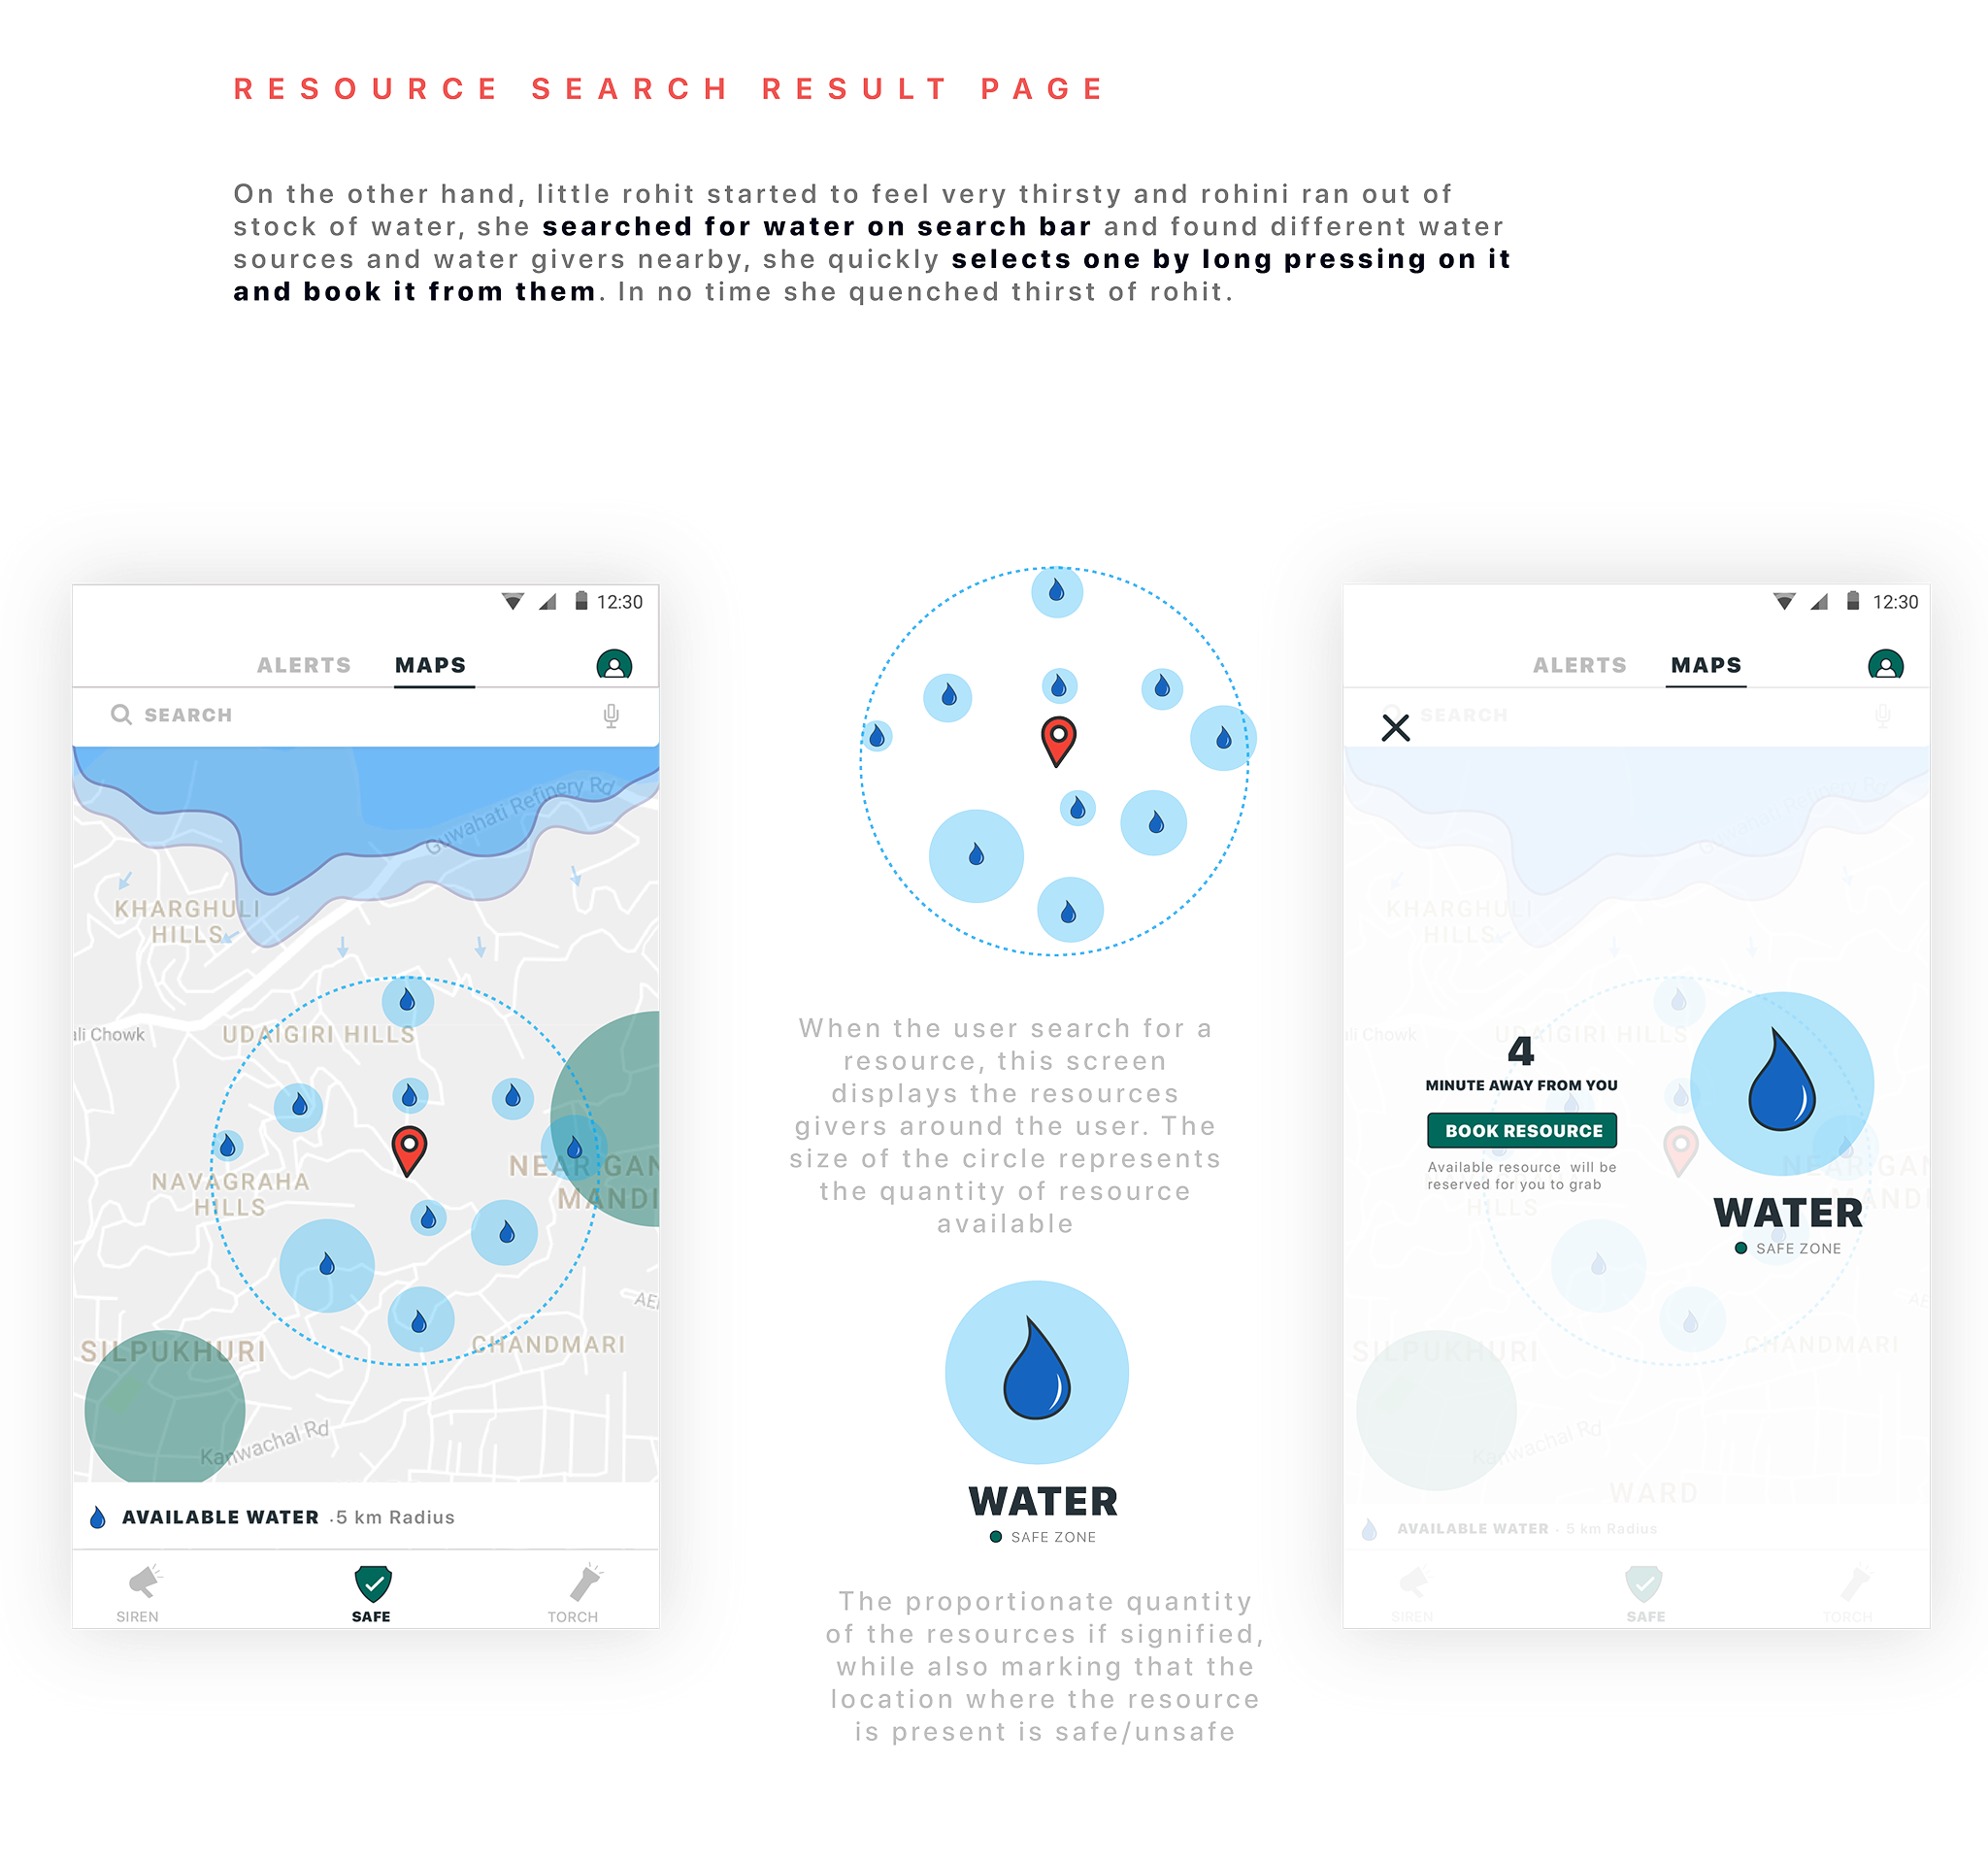 RESOURCE SEARCH RESULT PAGE
On the other hand, little rohit started to feel very thirsty and rohini ran out of
stock of water, she searched for water on search bar and found different water
sources and water givers nearby, she quickly selects one by long pressing on it
and book it from them. In no time she quenched thirst of rohit.
12:30
ALERTS MAPS
SEARCH
Guwahati Refinery Rd
KHARGHULI
HILLS
ali Chowk
UDAIGIRI HILLS
NAVAGRAHA
HILLS
NEAR GAN
MANDI
AEI
CHANDMARI
SILPUKHURI
Kanwachal Rd
AVAILABLE WATER .5 km Radius
SIREN
SAFE
TORCH
When the user search for a
resource, this screen
displays the resources
givers around the user. The
size of the circle represents
the quantity of resource
available
WATER
SAFE ZONE
The proportionate quantity
of the resources if signified,
while also marking that the
location where the resource
is present is safe/unsafe
12:30
ALERTS MAPS
SEARCH
KHARGHULI
HILLS
ali Chowk
UDAIGIRI HILLS
4
MINUTE AWAY FROM YOU
BOOK RESOURCE
Available resource will be
reserved for you to grab
HILLS
NEAR GAN
MANDI
WATER
SAFE ZONE
CHANDMARI
SILPUKHURI
Kanwachal Rd
WARD
AVAILABLE WATER . 5 km Radius
SIREN
SAFE
TORCH